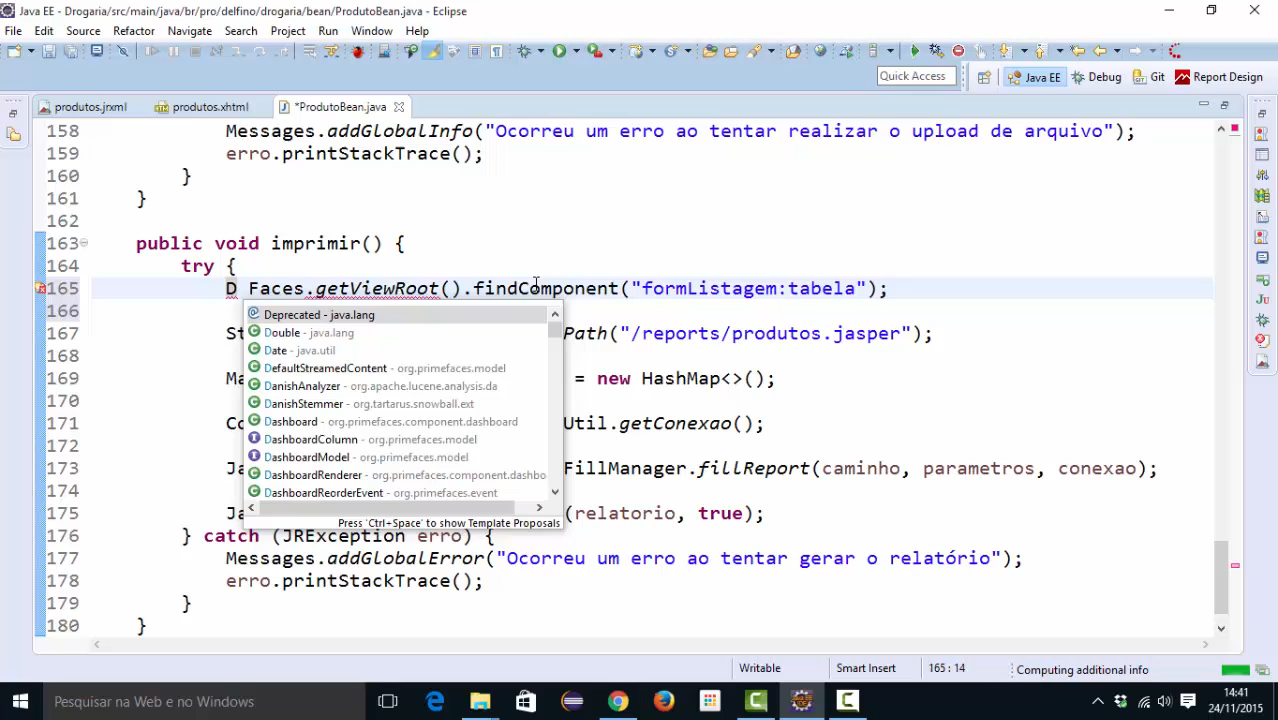 Java EE - Drogaria/src/main/java/br/pro/delfino/drogaria/bean/ProdutoBean.java - Eclipse
File Edit Source Refactor Navigate Search Project Run Window Help
Quick Access Java EE Debug Git Report Design
produtos.jrxml produtos.xhtml *ProdutoBean.java
158 Messages.addGlobalInfo("Ocorreu um erro ao tentar realizar o upload de arquivo");
159 erro.printStackTrace();
160 }
161 }
162
163 public void imprimir() {
164 try {
165 D Faces.getViewRoot().findComponent("formListagem:tabela");
166
Deprecated - java.lang
167 St Path("/reports/produtos.jasper");
Double - java.lang
Date - java.util
168
DefaultStreamedContent - org.primefaces.model
169 Ma = new HashMap<>();
DanishAnalyzer - org.apache.lucene.analysis.da
170
DanishStemmer - org.tartarus.snowball.ext
171 Co Util.getConexao();
Dashboard - org.primefaces.component.dashboard
DashboardColumn - org.primefaces.model
172
DashboardModel - org.primefaces.model
173 Ja FillManager.fillReport(caminho, parametros, conexao);
DashboardRenderer - org.primefaces.component.dashbo
174
DashboardReorderEvent - org.primefaces.event
175 Ja (relatorio, true);
Press 'Ctrl+Space' to show Template Proposals
176 } catch (JRException erro) {
177 Messages.addGlobalError("Ocorreu um erro ao tentar gerar o relatório");
178 erro.printStackTrace();
179 }
180 }
Writable Smart Insert 165 : 14 Computing additional info
Pesquisar na Web e no Windows
14:41
24/11/2015